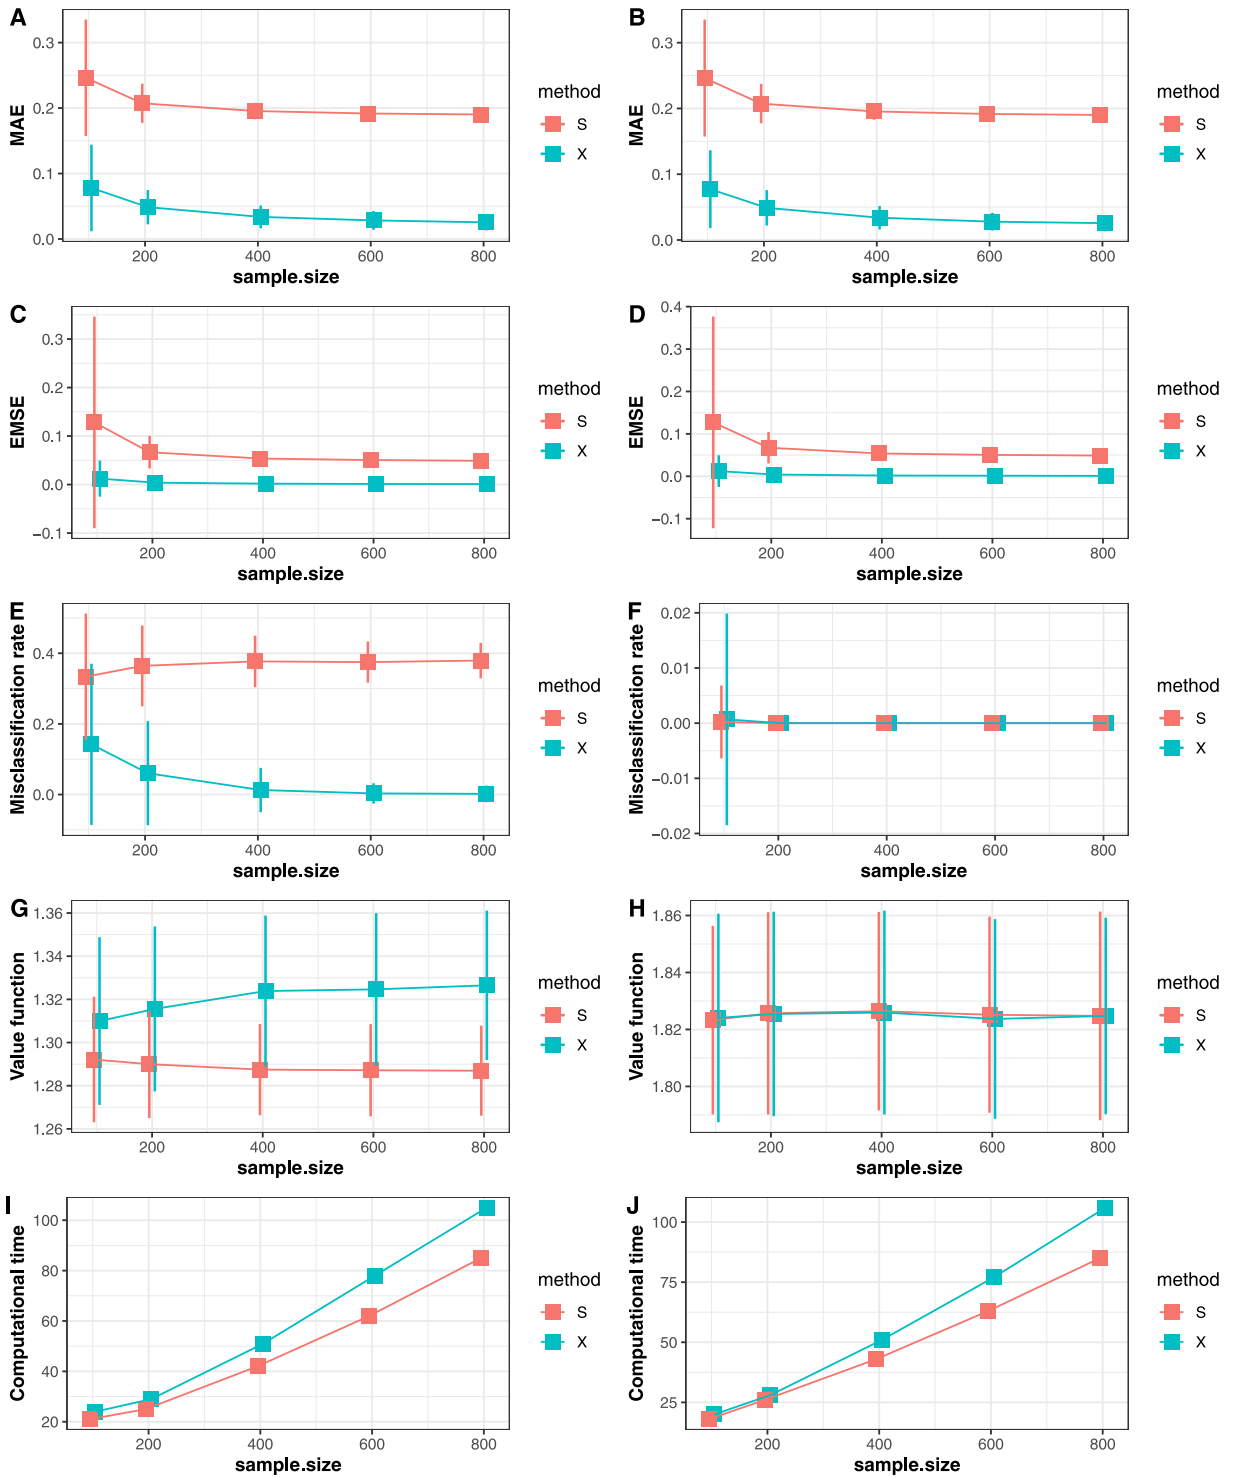 A
MAE
0.3
0.2
0.1
0.0
200
400
600
800
sample.size
method
S
X
B
MAE
0.3
0.2
0.1
0.0
200
400
600
800
sample.size
method
S
X
C
EMSE
0.3
0.2
0.1
0.0
−0.1
200
400
600
800
sample.size
method
S
X
D
EMSE
0.4
0.3
0.2
0.1
0.0
−0.1
200
400
600
800
sample.size
method
S
X
E
Misclassification rate
0.4
0.2
0.0
200
400
600
800
sample.size
method
S
X
F
Misclassification rate
0.02
0.01
0.00
−0.01
−0.02
200
400
600
800
sample.size
method
S
X
G
Value function
1.36
1.34
1.32
1.30
1.28
1.26
200
400
600
800
sample.size
method
S
X
H
Value function
1.86
1.84
1.82
1.80
200
400
600
800
sample.size
method
S
X
I
Computational time
100
80
60
40
20
200
400
600
800
sample.size
method
S
X
J
Computational time
100
75
50
25
200
400
600
800
sample.size
method
S
X